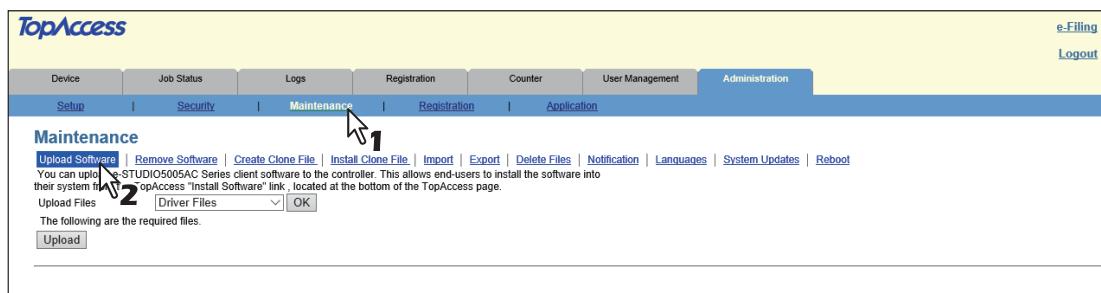 TopAccess
e-Filing
Logout
Device Job Status Logs Registration Counter User Management Administration
Setup | Security | Maintenance | Registration | Application
1
Maintenance
Upload Software | Remove Software | Create Clone File | Install Clone File | Import | Export | Delete Files | Notification | Languages | System Updates | Reboot
You can upload e-STUDIO5005AC Series client software to the controller. This allows end-users to install the software into
their system from TopAccess "Install Software" link , located at the bottom of the TopAccess page.
2
Upload Files Driver Files OK
The following are the required files.
Upload